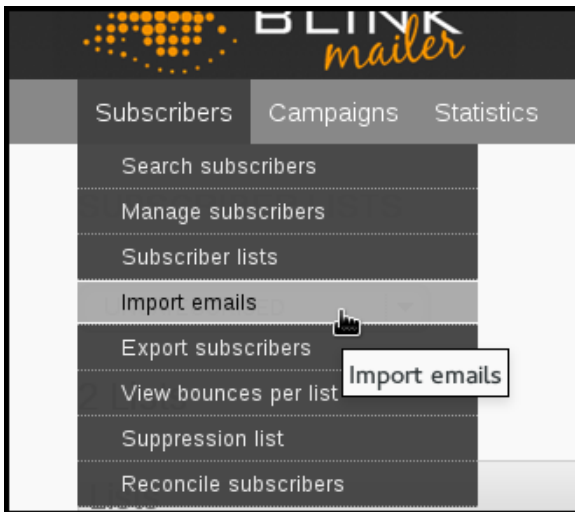 BLINK
mailer
Subscribers Campaigns Statistics
Search subscribers
Manage subscribers
Subscriber lists
Import emails
Export subscribers
Import emails
View bounces per list
Suppression list
Reconcile subscribers